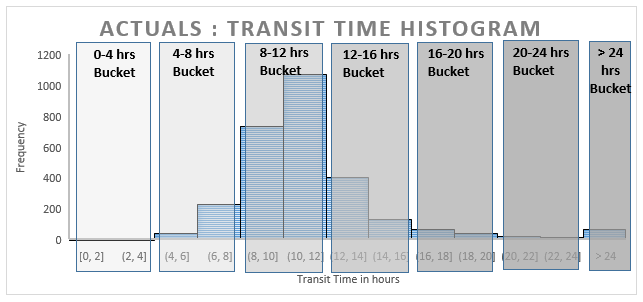 ACTUALS : TRANSIT TIME HISTOGRAM
0-4 hrs
Bucket
4-8 hrs
Bucket
8-12 hrs
Bucket
12-16 hrs
Bucket
16-20 hrs
Bucket
20-24 hrs
Bucket
> 24
hrs
Bucket
1200
1000
800
600
400
200
0
Frequency
[0, 2] (2, 4] (4, 6] (6, 8] (8, 10] (10, 12] (12, 14] (14, 16] (16, 18] (18, 20] (20, 22] (22, 24] > 24
Transit Time in hours